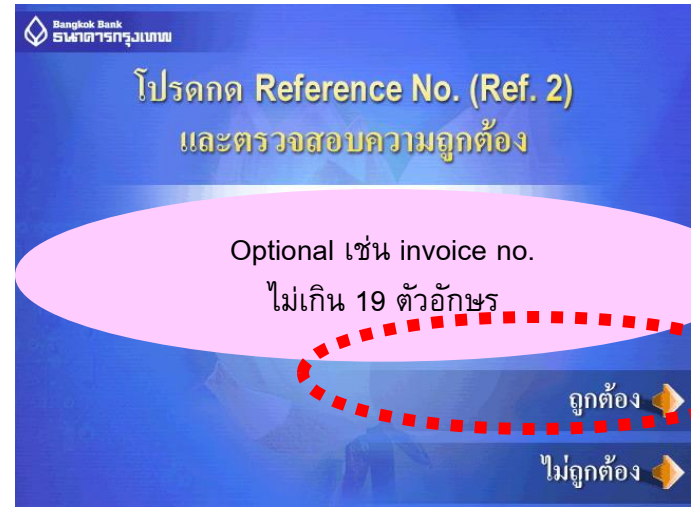 Bangkok Bank
ธนาคารกรุงเทพ
โปรดกด Reference No. (Ref. 2)
และตรวจสอบความถูกต้อง
Optional เช่น invoice no.
ไม่เกิน 19 ตัวอักษร
ถูกต้อง
ไม่ถูกต้อง